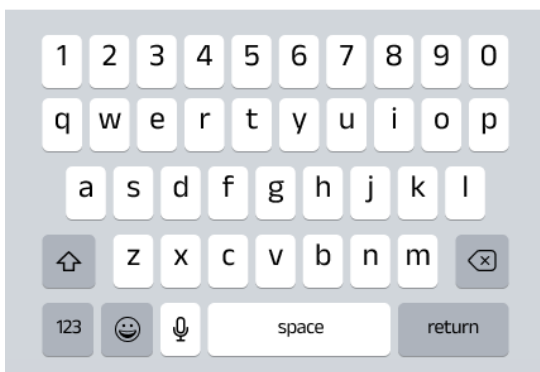 1 2 3 4 5 6 7 8 9 0
q w e r t y u i o p
a s d f g h j k l
z x c v b n m
123 space return